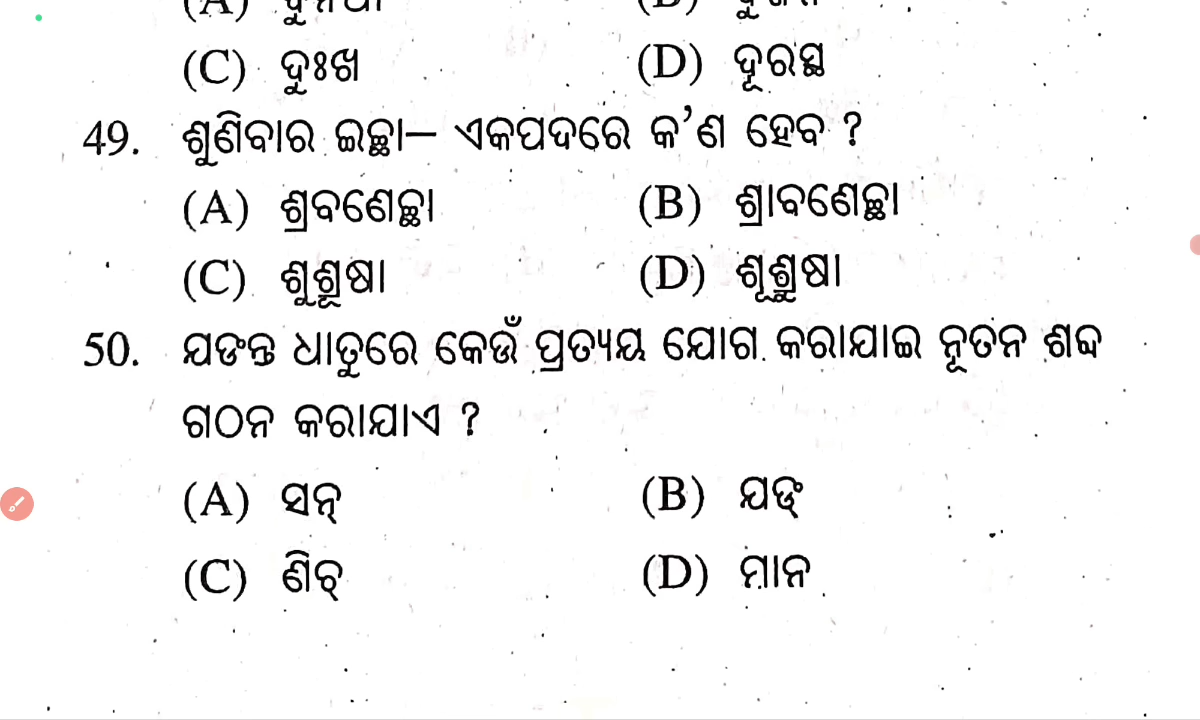 (C) ଦୁଃଖ (D) ଦୂରସ୍ଥ
49. ଶୁଣିବାର ଇଚ୍ଛା— ଏକପଦରେ କ'ଣ ହେବ ?
(A) ଶ୍ରବଣେଚ୍ଛା (B) ଶ୍ରାବଣେଚ୍ଛା
(C) ଶୁଶ୍ରୂଷା (D) ଶୂଶ୍ରୁଷା
50. ଯଙନ୍ତ ଧାତୁରେ କେଉଁ ପ୍ରତ୍ୟୟ ଯୋଗ କରାଯାଇ ନୂତନ ଶବ୍ଦ
ଗଠନ କରାଯାଏ ?
(A) ସନ୍ (B) ଯଙ୍
(C) ଣିଚ୍ (D) ମାନ